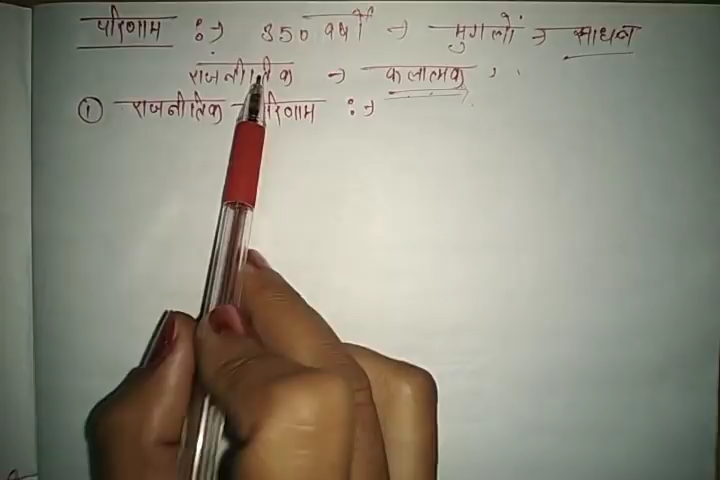 परिणाम :→ 350 वर्षो → मुगलों → साधन
राजनीतिक → कलात्मक , .
① राजनीतिक परिणाम :→